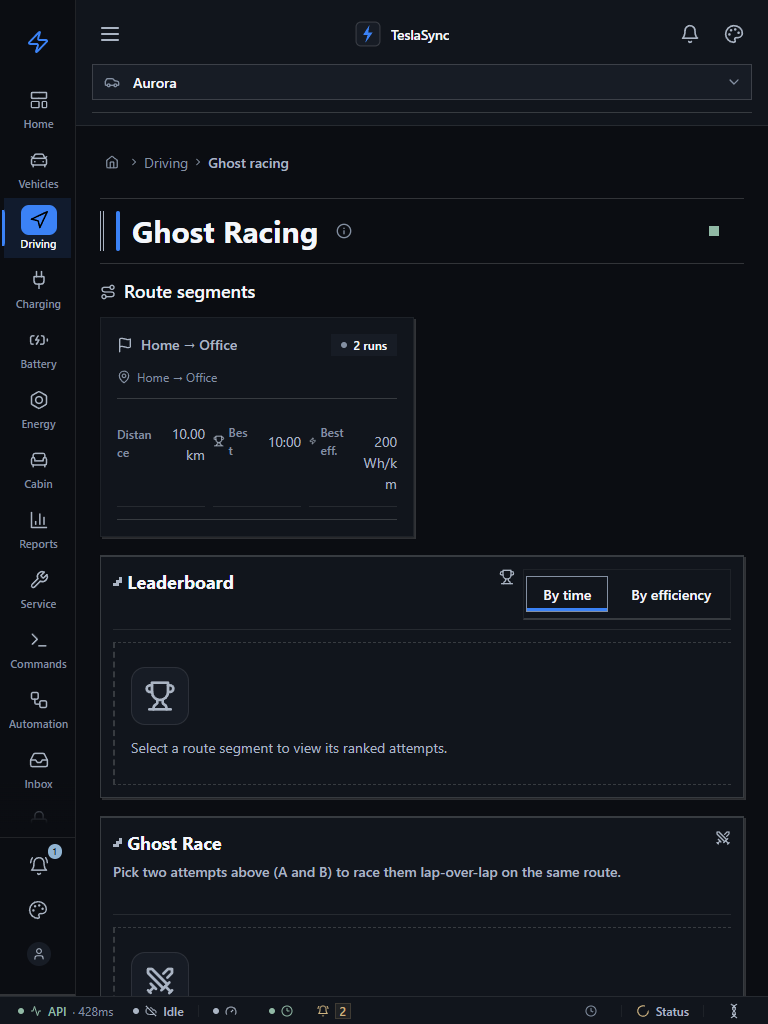 TeslaSync
Aurora
Home
Vehicles
Driving
Charging
Battery
Energy
Cabin
Reports
Service
Commands
Automation
Inbox
1
Driving
Ghost racing
Ghost Racing
Route segments
Home → Office
2 runs
Home → Office
Distan
ce
10.00
km
Bes
t
10:00
Best
eff.
200
Wh/k
m
Leaderboard
By time
By efficiency
Select a route segment to view its ranked attempts.
Ghost Race
Pick two attempts above (A and B) to race them lap-over-lap on the same route.
API · 428ms
Idle
2
Status